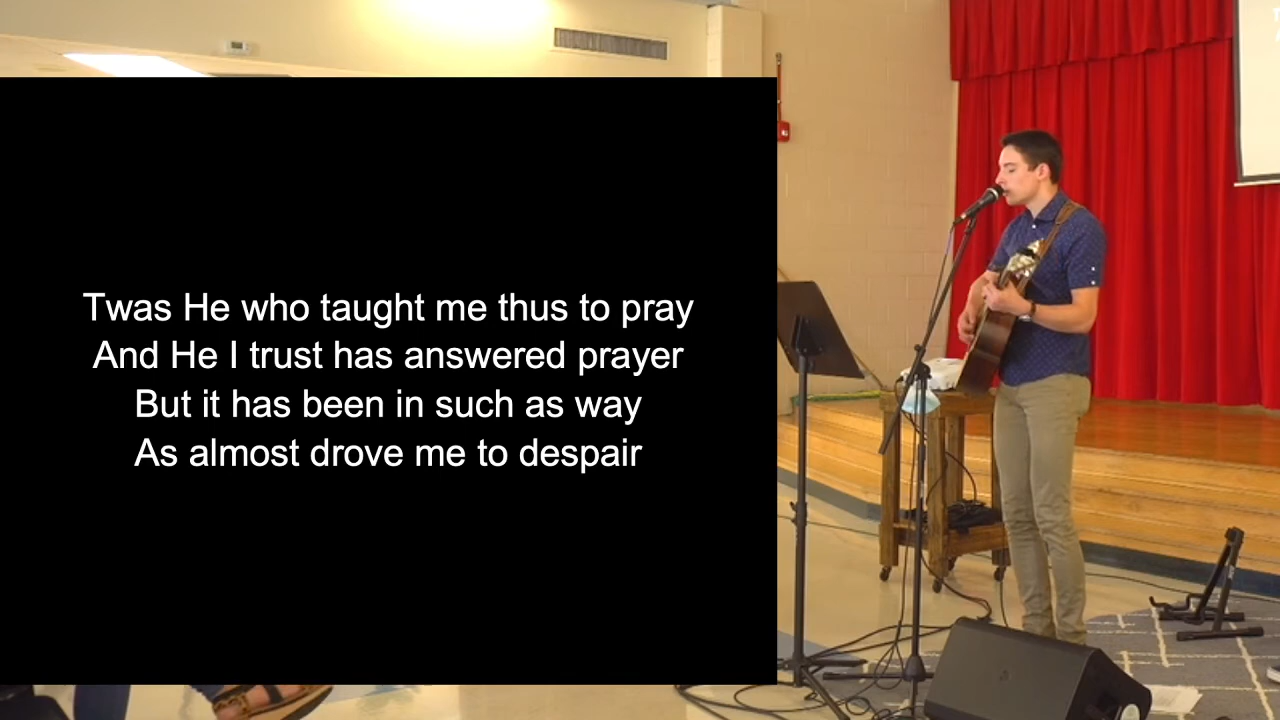 Twas He who taught me thus to pray
And He I trust has answered prayer
But it has been in such as way
As almost drove me to despair